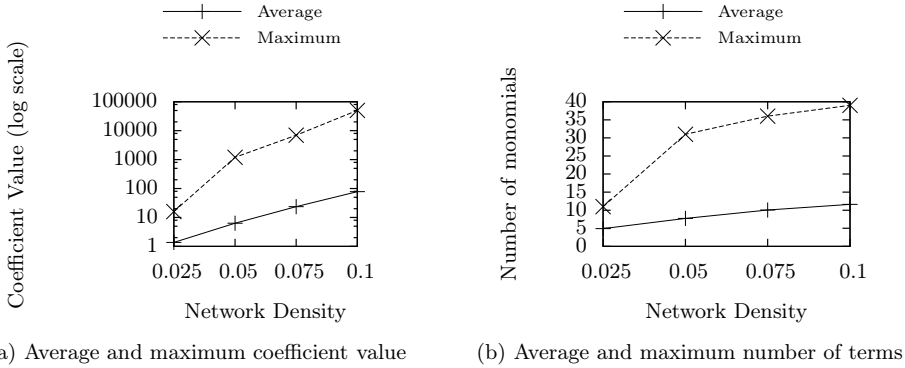 Average
Maximum
Coefficient Value (log scale)
100000
10000
1000
100
10
1
0.025 0.05 0.075 0.1
Network Density
a) Average and maximum coefficient value
Average
Maximum
Number of monomials
40
35
30
25
20
15
10
5
0
0.025 0.05 0.075 0.1
Network Density
(b) Average and maximum number of terms